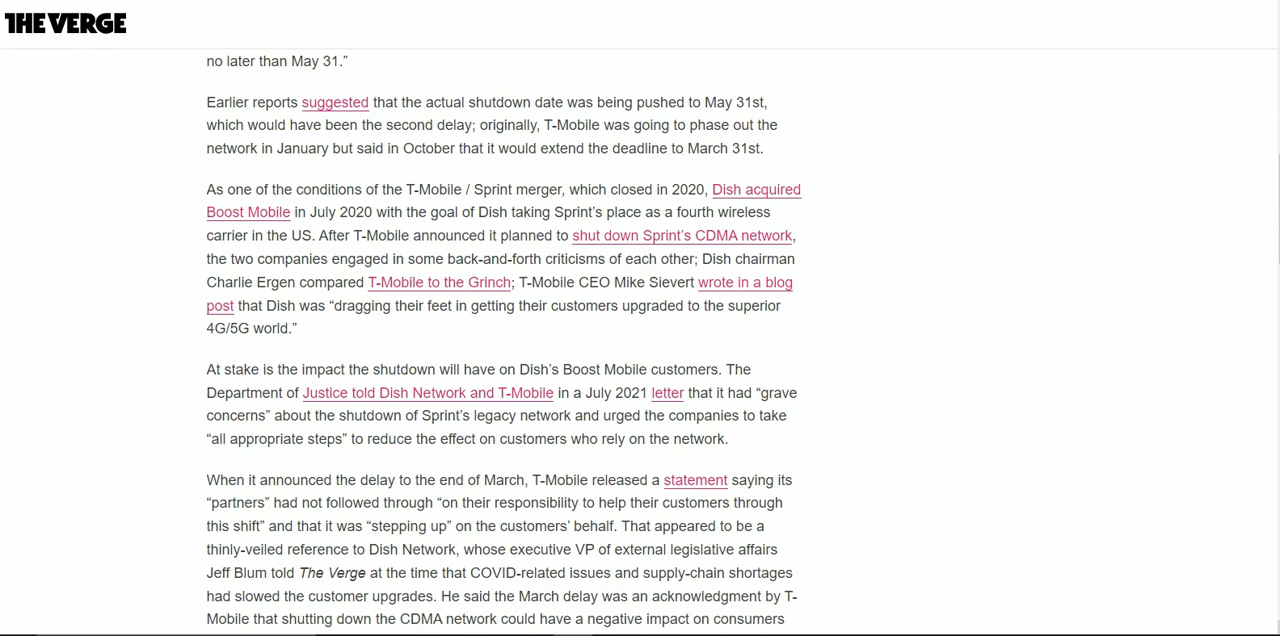 THE VERGE
no later than May 31.”
Earlier reports suggested that the actual shutdown date was being pushed to May 31st,
which would have been the second delay; originally, T-Mobile was going to phase out the
network in January but said in October that it would extend the deadline to March 31st.
As one of the conditions of the T-Mobile / Sprint merger, which closed in 2020, Dish acquired
Boost Mobile in July 2020 with the goal of Dish taking Sprint’s place as a fourth wireless
carrier in the US. After T-Mobile announced it planned to shut down Sprint’s CDMA network,
the two companies engaged in some back-and-forth criticisms of each other; Dish chairman
Charlie Ergen compared T-Mobile to the Grinch; T-Mobile CEO Mike Sievert wrote in a blog
post that Dish was “dragging their feet in getting their customers upgraded to the superior
4G/5G world.”
At stake is the impact the shutdown will have on Dish’s Boost Mobile customers. The
Department of Justice told Dish Network and T-Mobile in a July 2021 letter that it had “grave
concerns” about the shutdown of Sprint’s legacy network and urged the companies to take
“all appropriate steps” to reduce the effect on customers who rely on the network.
When it announced the delay to the end of March, T-Mobile released a statement saying its
“partners” had not followed through “on their responsibility to help their customers through
this shift” and that it was “stepping up” on the customers’ behalf. That appeared to be a
thinly-veiled reference to Dish Network, whose executive VP of external legislative affairs
Jeff Blum told The Verge at the time that COVID-related issues and supply-chain shortages
had slowed the customer upgrades. He said the March delay was an acknowledgment by T-
Mobile that shutting down the CDMA network could have a negative impact on consumers